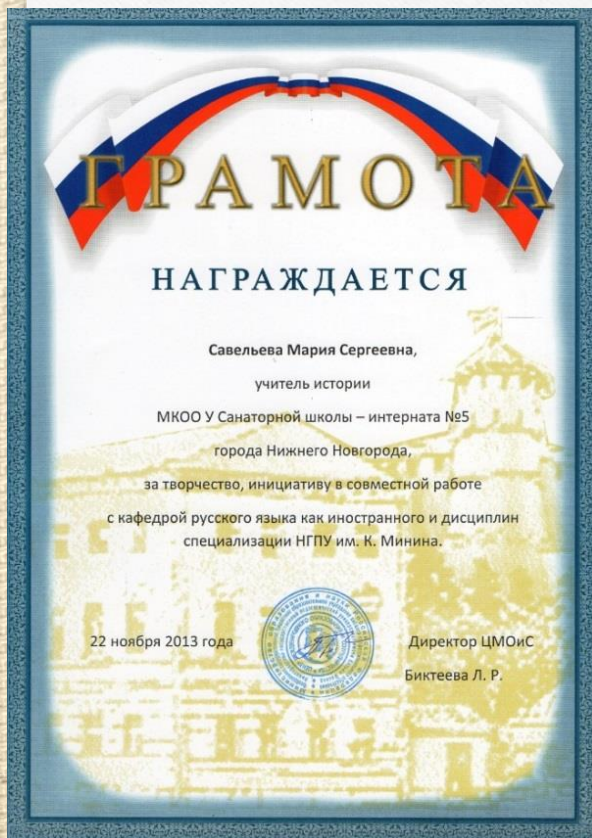 ГРАМОТА
НАГРАЖДАЕТСЯ
Савельева Мария Сергеевна,
учитель истории
МКОО У Санаторной школы – интерната №5
города Нижнего Новгорода,
за творчество, инициативу в совместной работе
с кафедрой русского языка как иностранного и дисциплин
специализации НГПУ им. К. Минина.
22 ноября 2013 года
Директор ЦМОиС
Биктеева Л. Р.